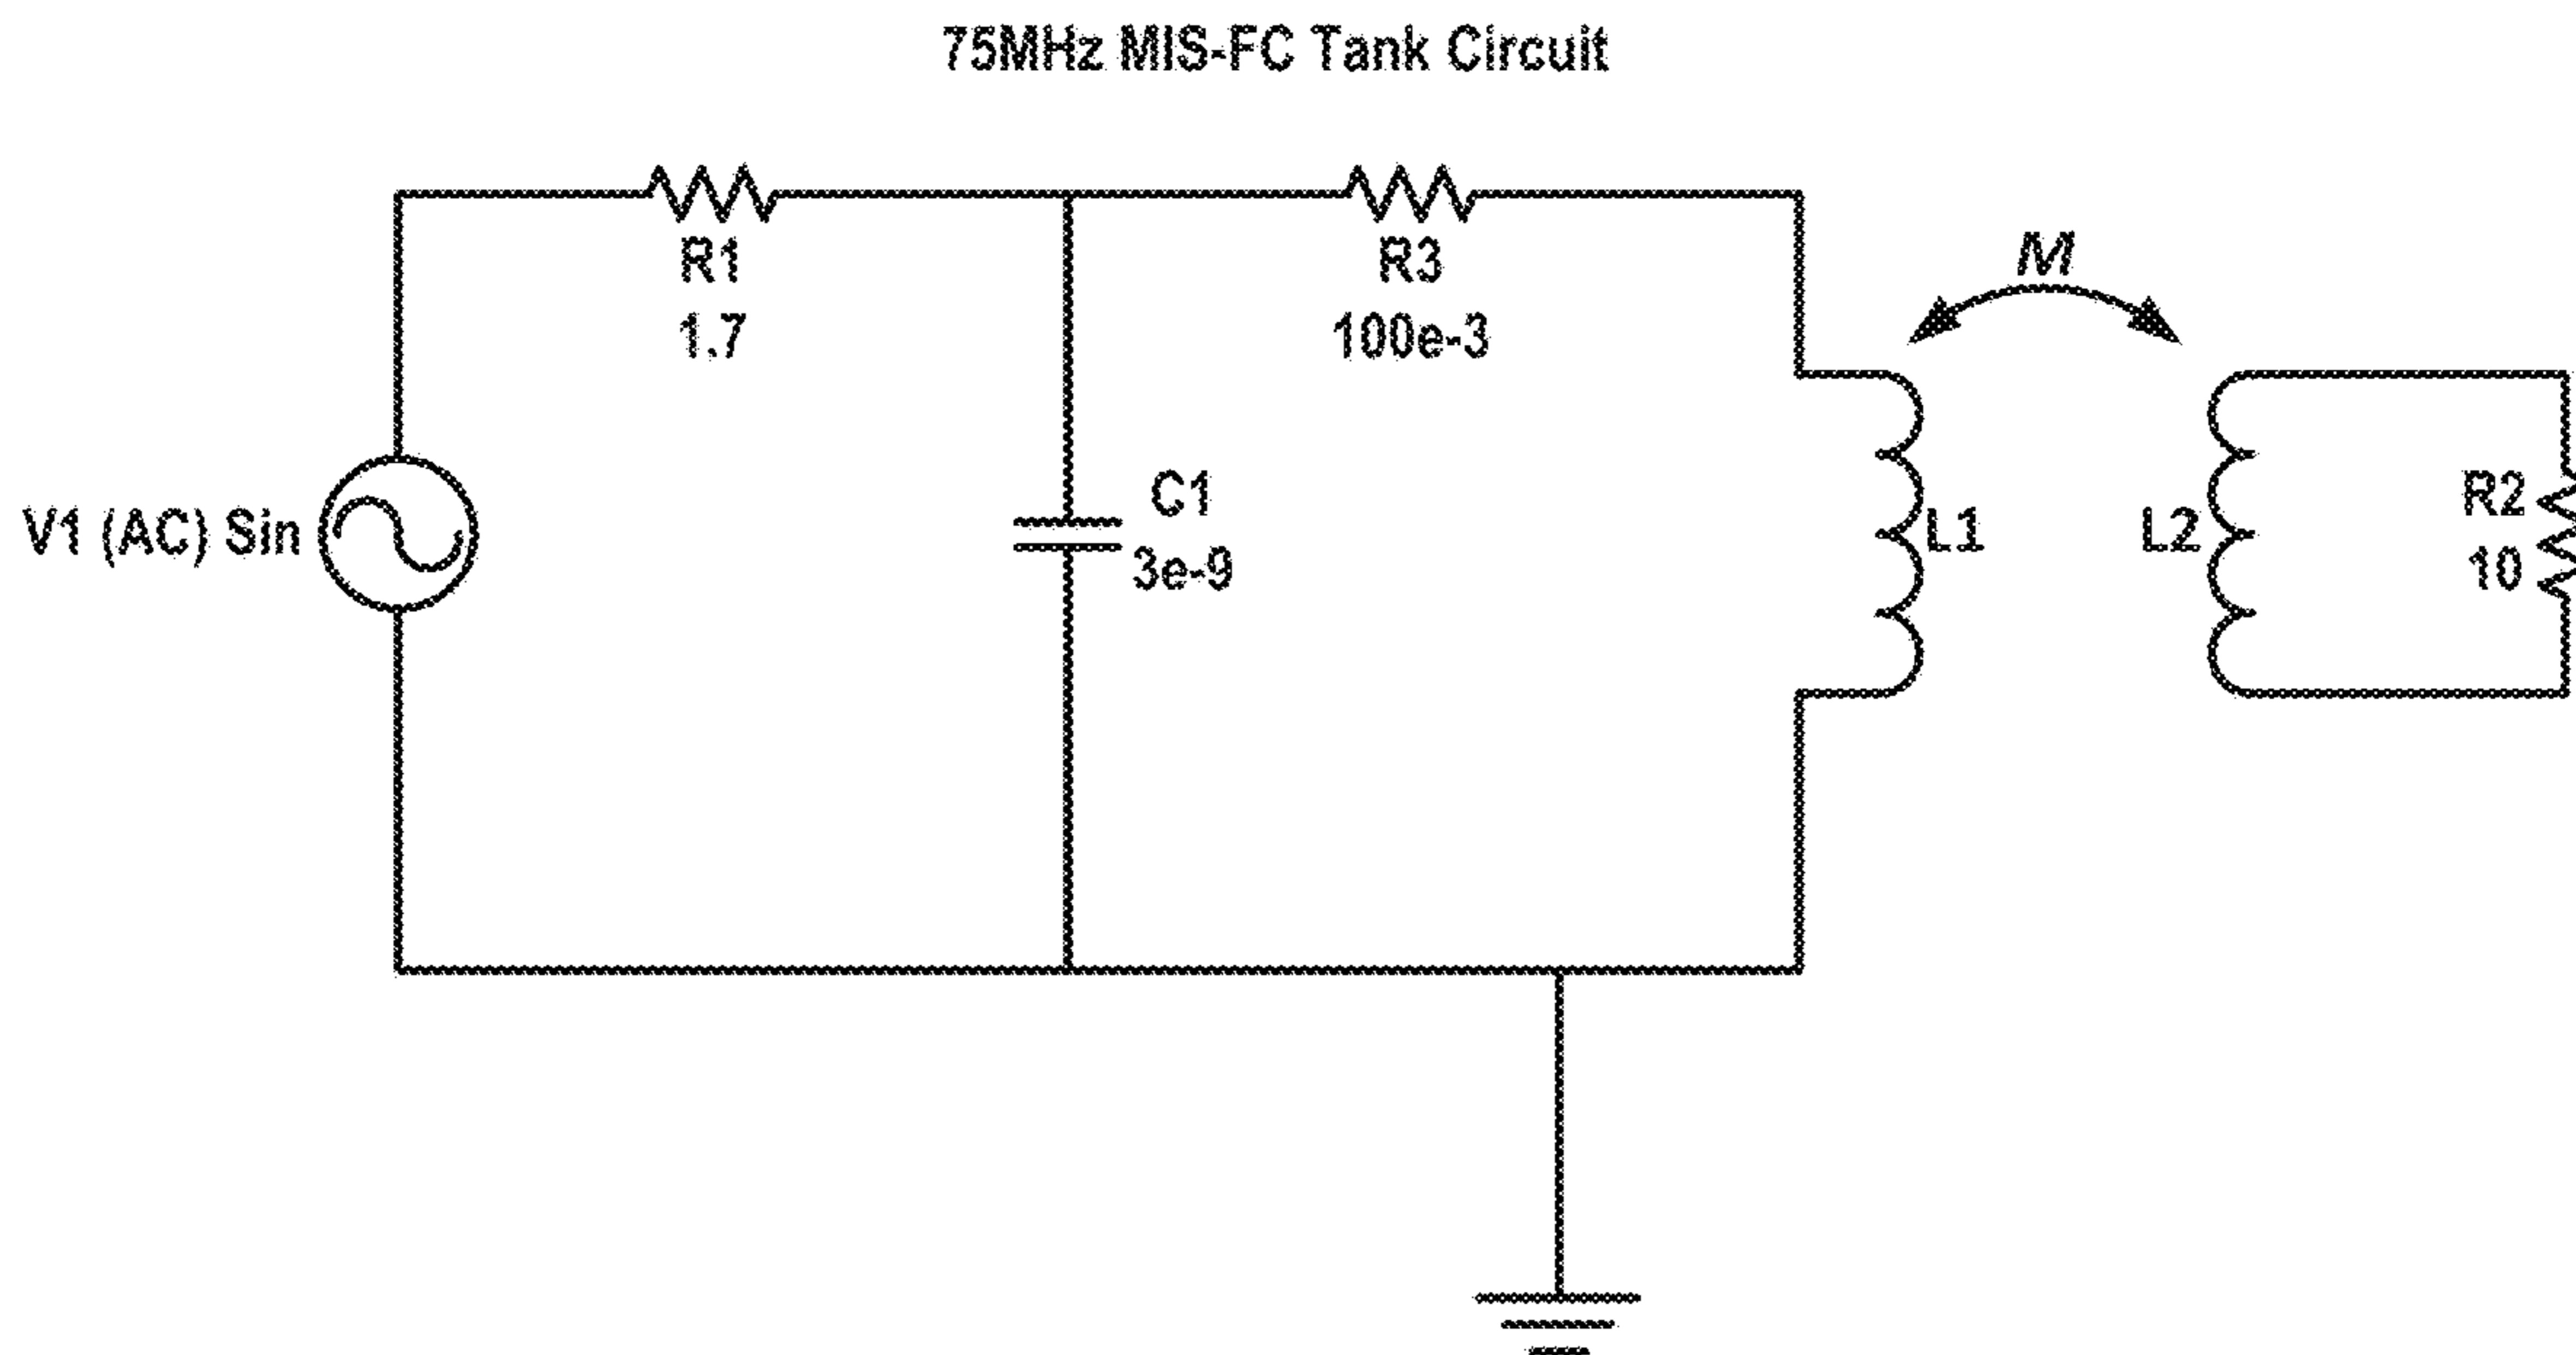 75MHz MIS-FC Tank Circuit
R1
1.7
R3
100e-3
M
V1 (AC) Sin
C1
3e-9
L1
L2
R2
10